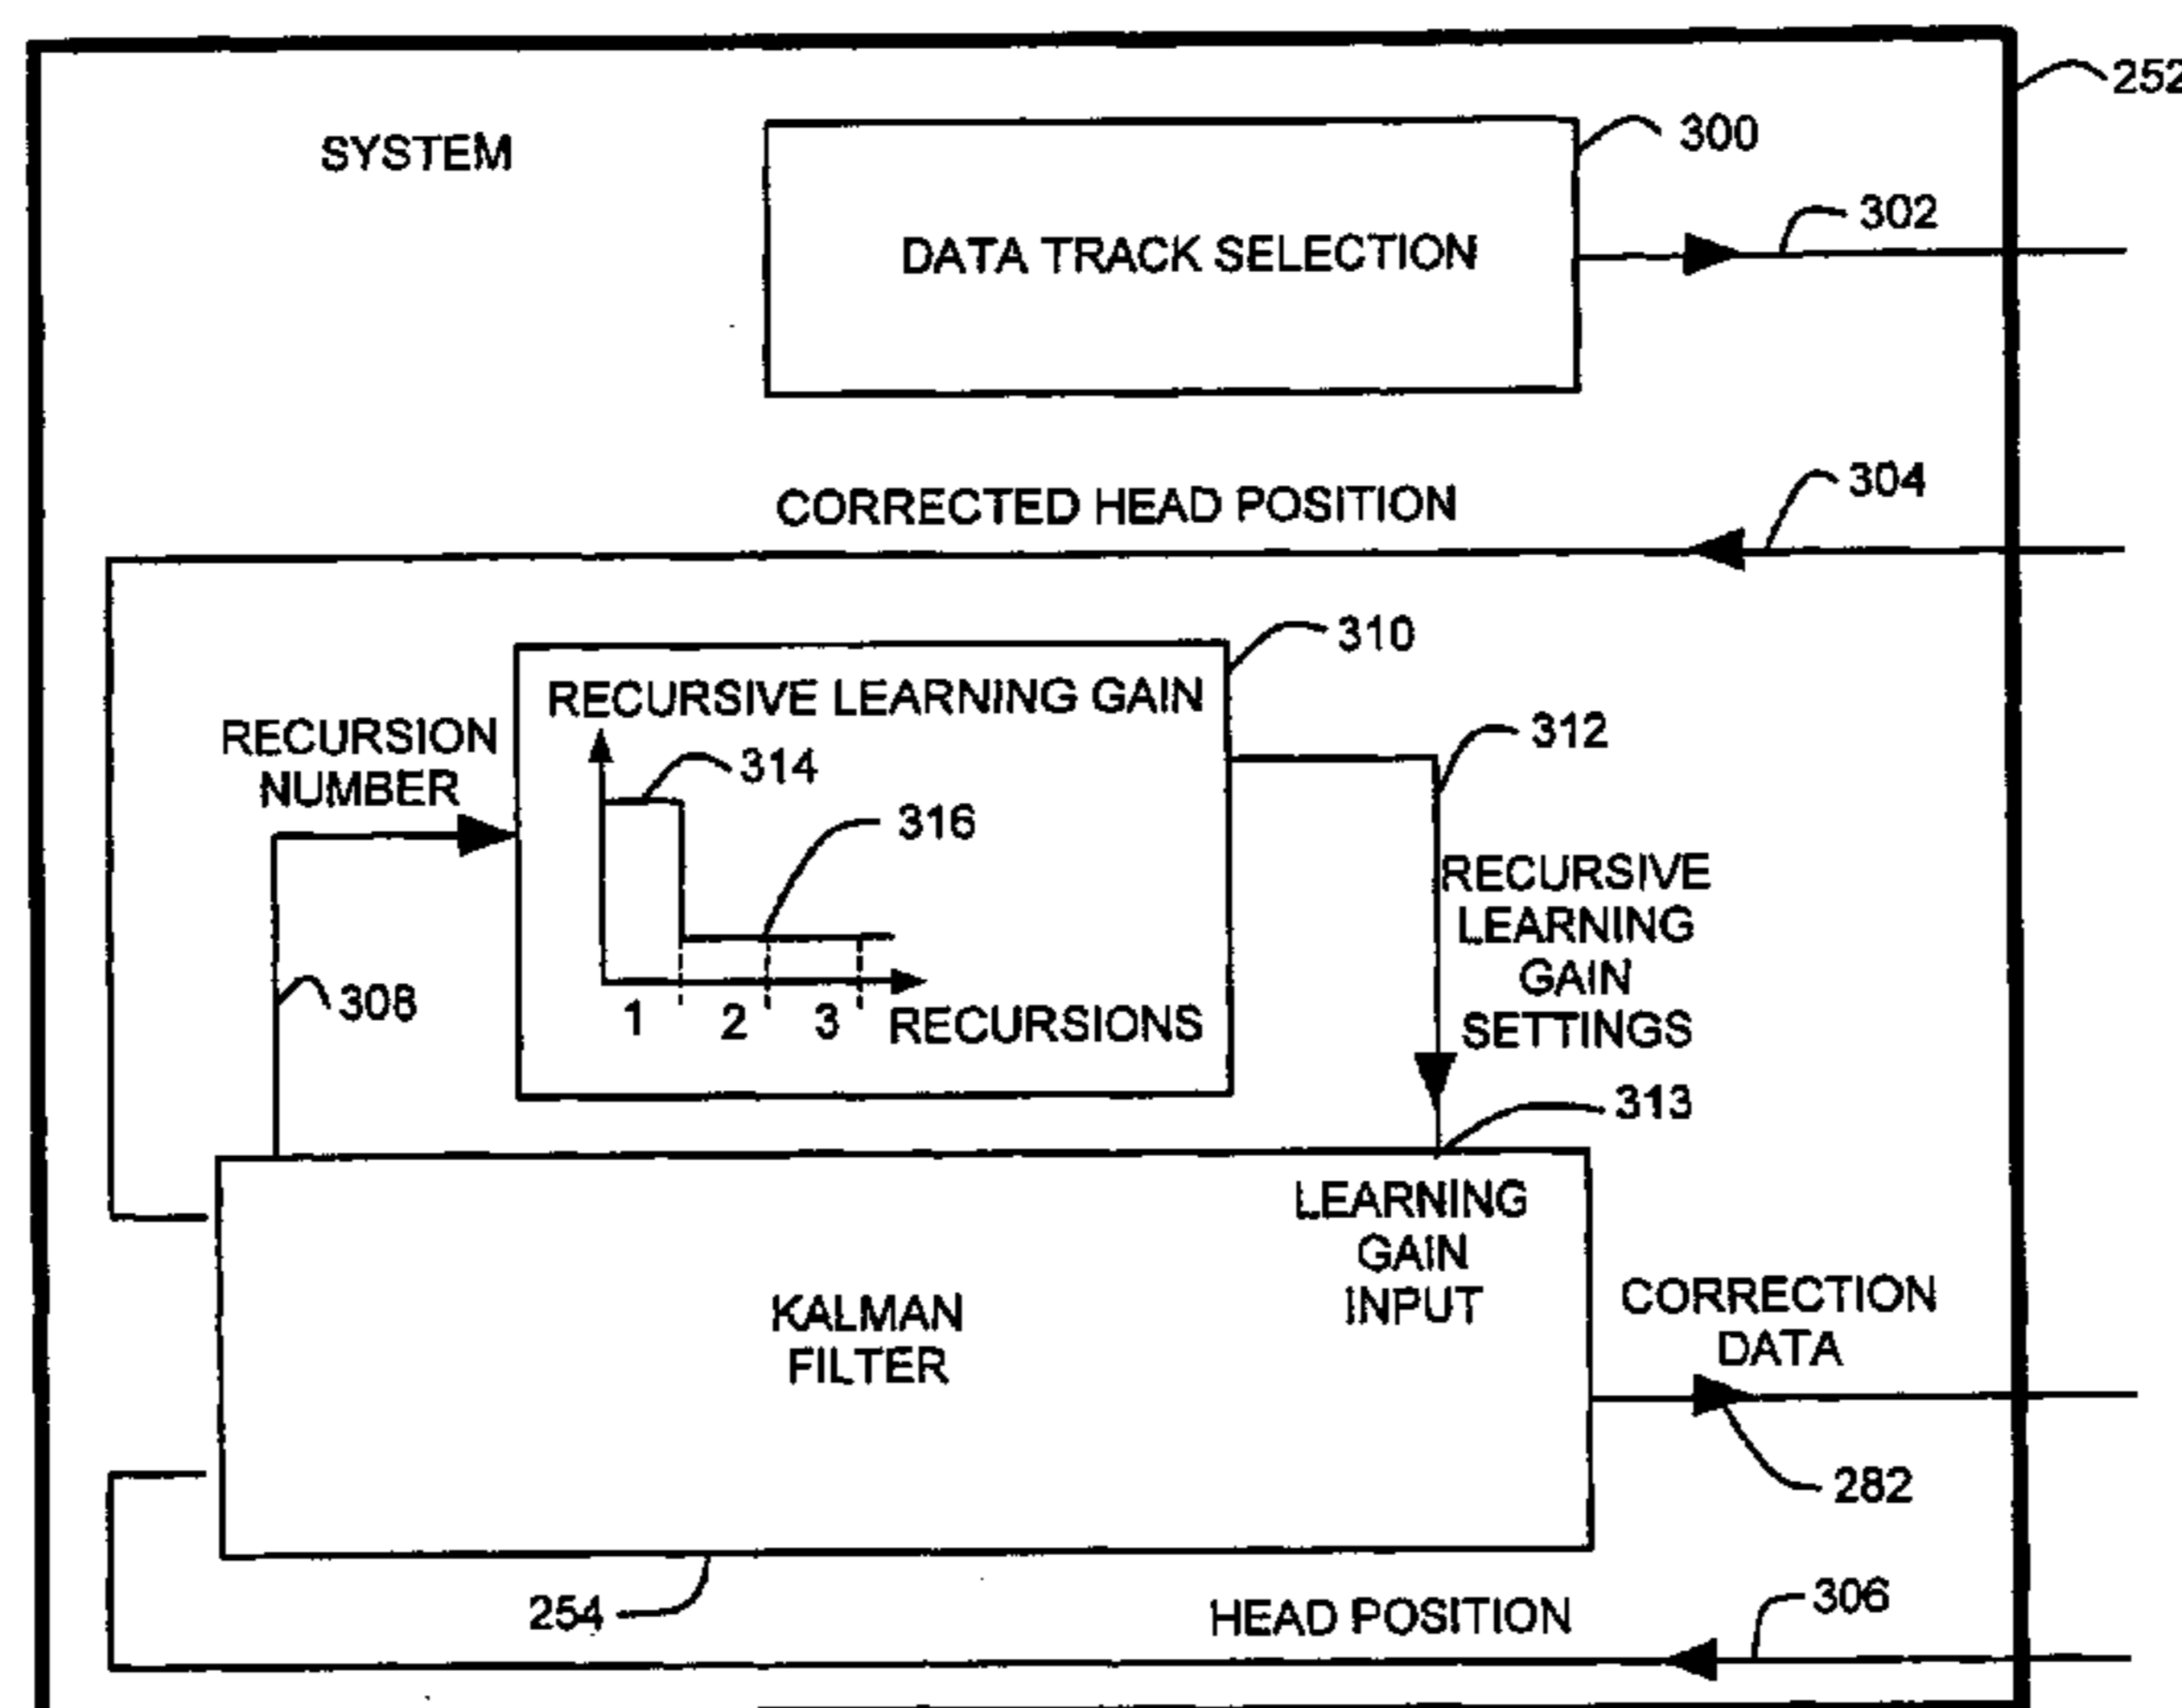 252
SYSTEM
300
302
DATA TRACK SELECTION
304
CORRECTED HEAD POSITION
310
RECURSIVE LEARNING GAIN
RECURSION
NUMBER
312
314
316
RECURSIVE
LEARNING
GAIN
SETTINGS
308
1 2 3 RECURSIONS
313
LEARNING
GAIN
INPUT
KALMAN
FILTER
CORRECTION
DATA
282
254
HEAD POSITION
306